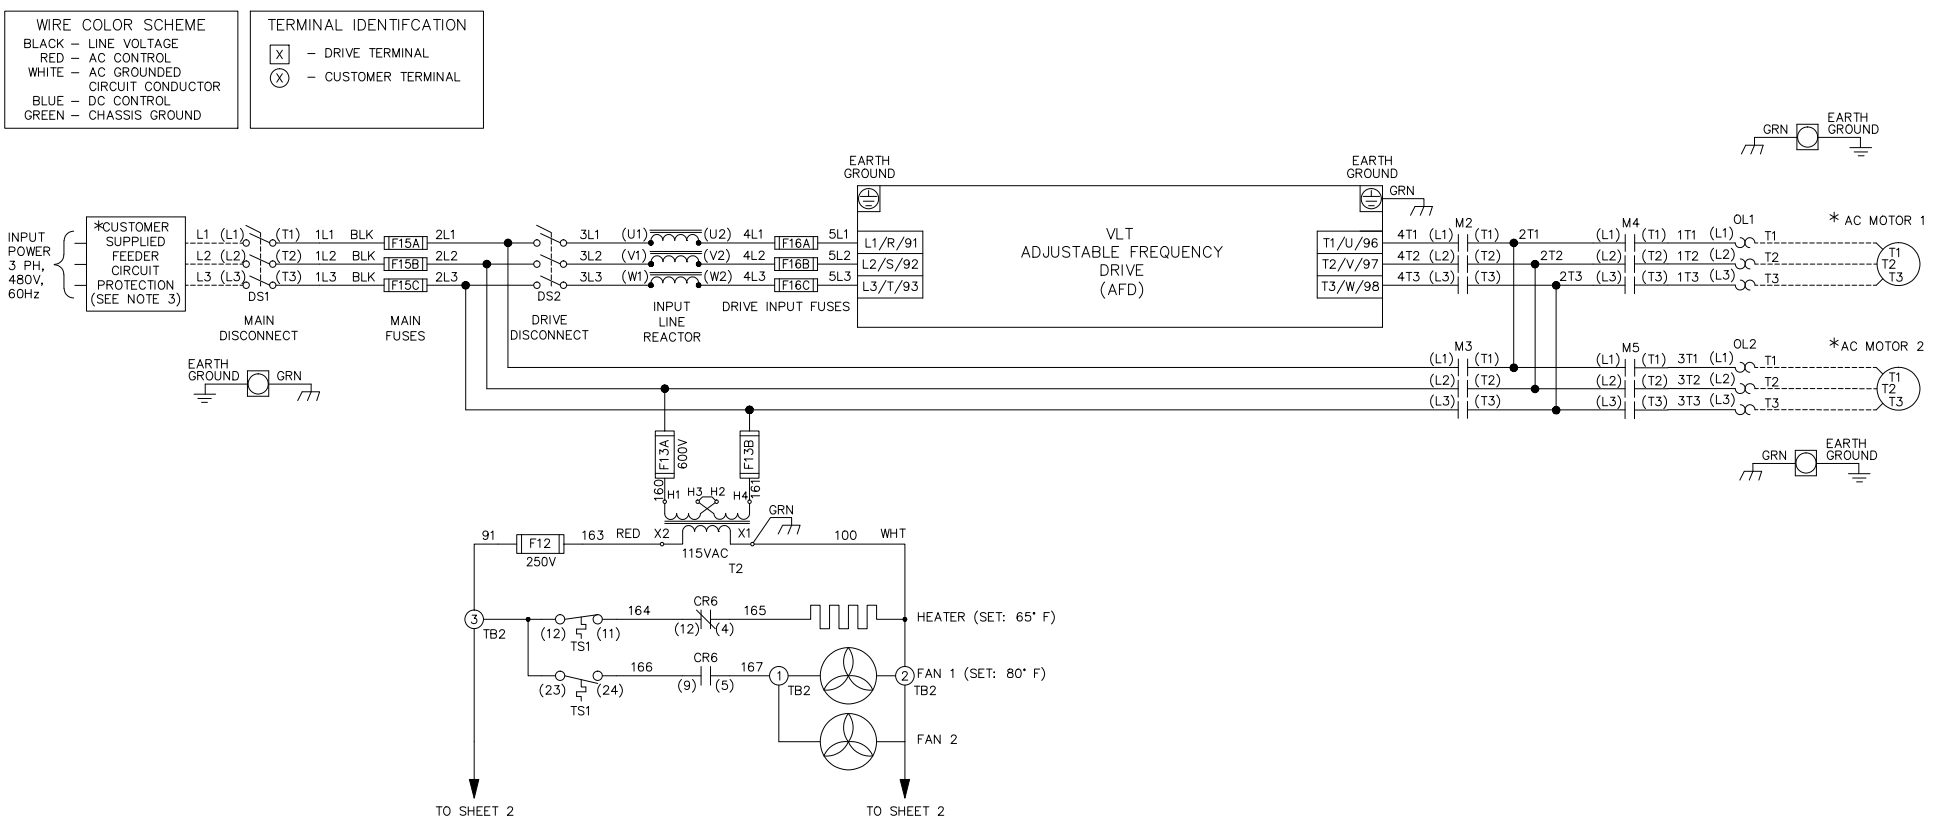 WIRE COLOR SCHEME
BLACK – LINE VOLTAGE
RED – AC CONTROL
WHITE – AC GROUNDED
CIRCUIT CONDUCTOR
BLUE – DC CONTROL
GREEN – CHASSIS GROUND
TERMINAL IDENTIFCATION
X – DRIVE TERMINAL
X – CUSTOMER TERMINAL
GRN
EARTH
GROUND
EARTH
GROUND
EARTH
GROUND
GRN
INPUT
POWER
3 PH,
480V,
60Hz
*CUSTOMER
SUPPLIED
FEEDER
CIRCUIT
PROTECTION
(SEE NOTE 3)
L1 (L1) (T1) 1L1 BLK F15A 2L1 3L1 (U1) (U2) 4L1 F16A 5L1 L1/R/91
L2 (L2) (T2) 1L2 BLK F15B 2L2 3L2 (V1) (V2) 4L2 F16B 5L2 L2/S/92
L3 (L3) (T3) 1L3 BLK F15C 2L3 3L3 (W1) (W2) 4L3 F16C 5L3 L3/T/93
DS1
MAIN
DISCONNECT
MAIN
FUSES
DS2
DRIVE
DISCONNECT
INPUT
LINE
REACTOR
DRIVE INPUT FUSES
VLT
ADJUSTABLE FREQUENCY
DRIVE
(AFD)
M2 M4 OL1 * AC MOTOR 1
T1/U/96 4T1 (L1) (T1) 2T1 (L1) (T1) 1T1 (L1) T1
T2/V/97 4T2 (L2) (T2) 2T2 (L2) (T2) 1T2 (L2) T2
T3/W/98 4T3 (L3) (T3) 2T3 (L3) (T3) 1T3 (L3) T3
T1
T2
T3
M3 M5 OL2 *AC MOTOR 2
(L1) (T1) (L1) (T1) 3T1 (L1) T1
(L2) (T2) (L2) (T2) 3T2 (L2) T2
(L3) (T3) (L3) (T3) 3T3 (L3) T3
T1
T2
T3
EARTH
GROUND
GRN
GRN
EARTH
GROUND
F13A
600V
F13B
160
161
H1 H3 H2 H4
GRN
91 F12 163 RED X2 X1 100 WHT
250V
115VAC
T2
3
TB2
(12) (11)
TS1
164
CR6
(12) (4)
165
HEATER (SET: 65° F)
(23) (24)
TS1
166
CR6
(9) (5)
167
1
TB2
2
TB2
FAN 1 (SET: 80° F)
FAN 2
TO SHEET 2
TO SHEET 2